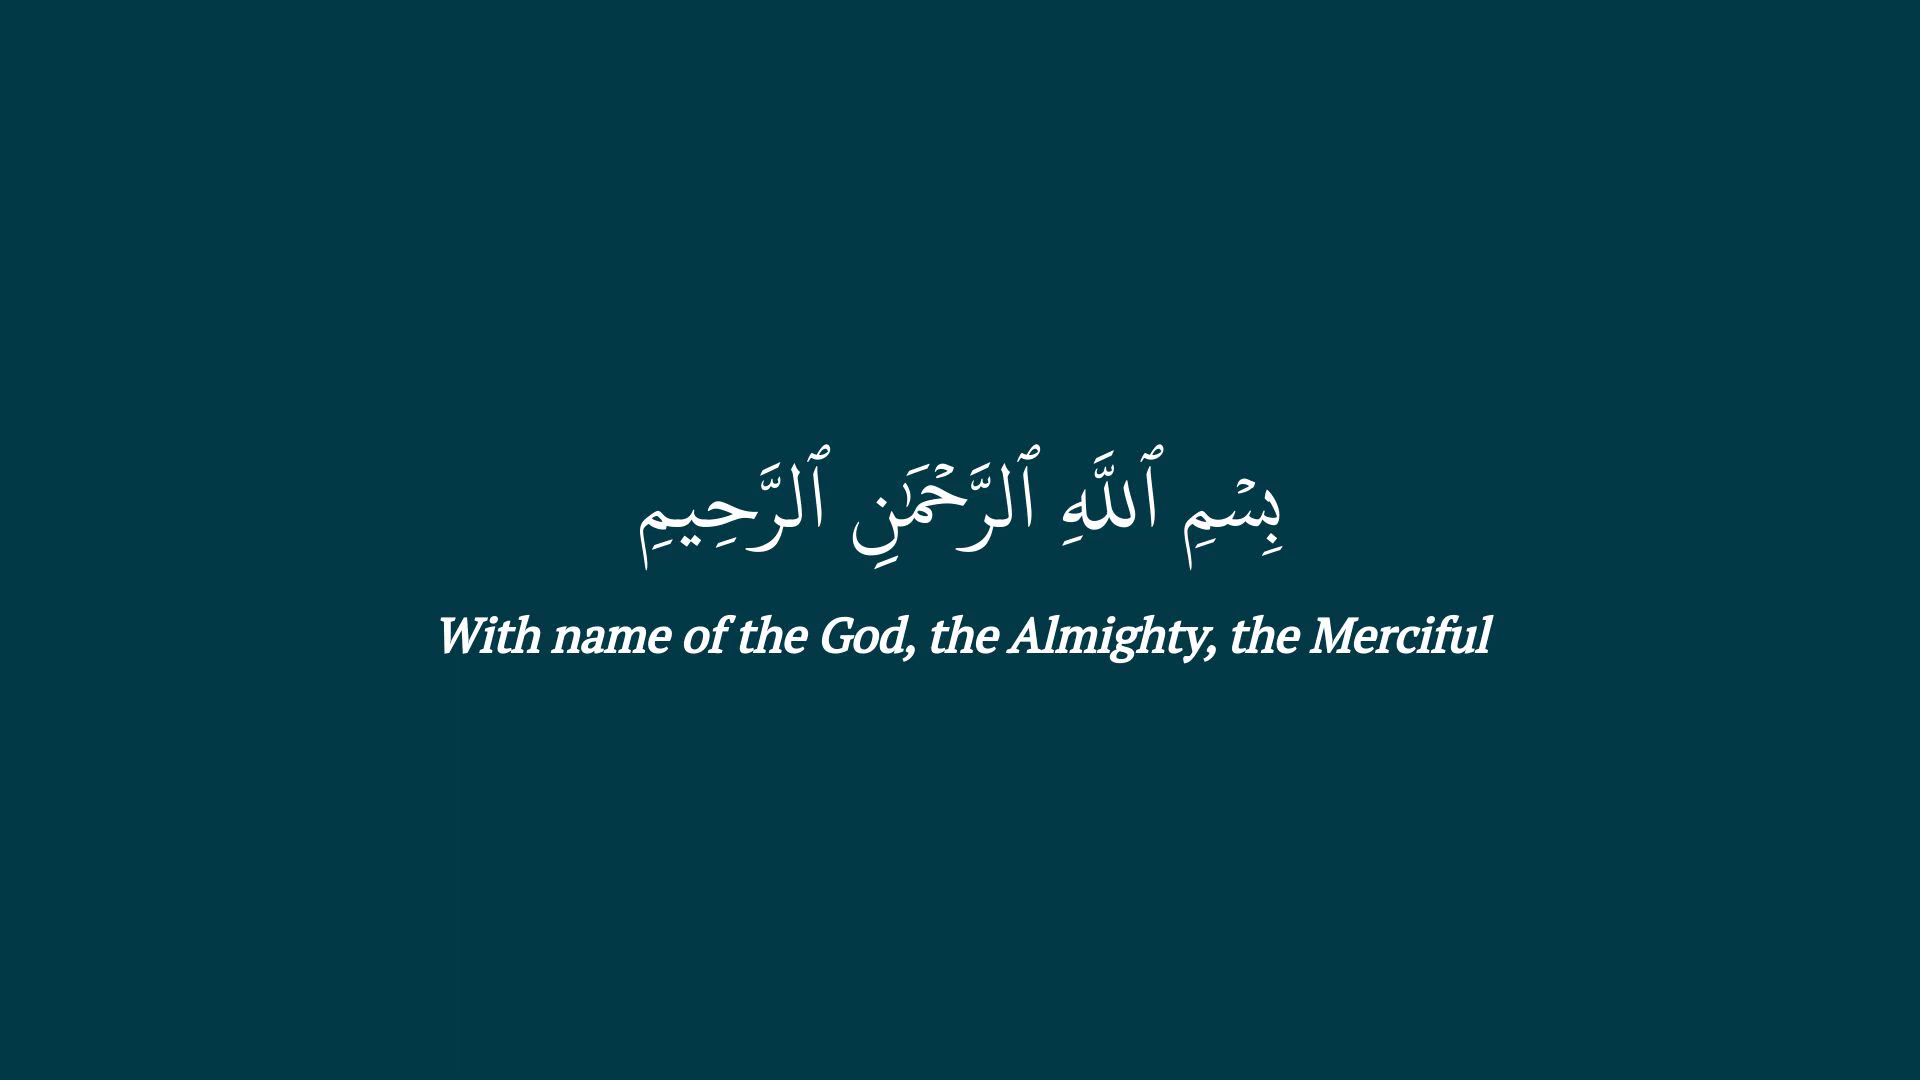 بِسۡمِ ٱللَّهِ ٱلرَّحۡمَٰنِ ٱلرَّحِيمِ
With name of the God, the Almighty, the Merciful